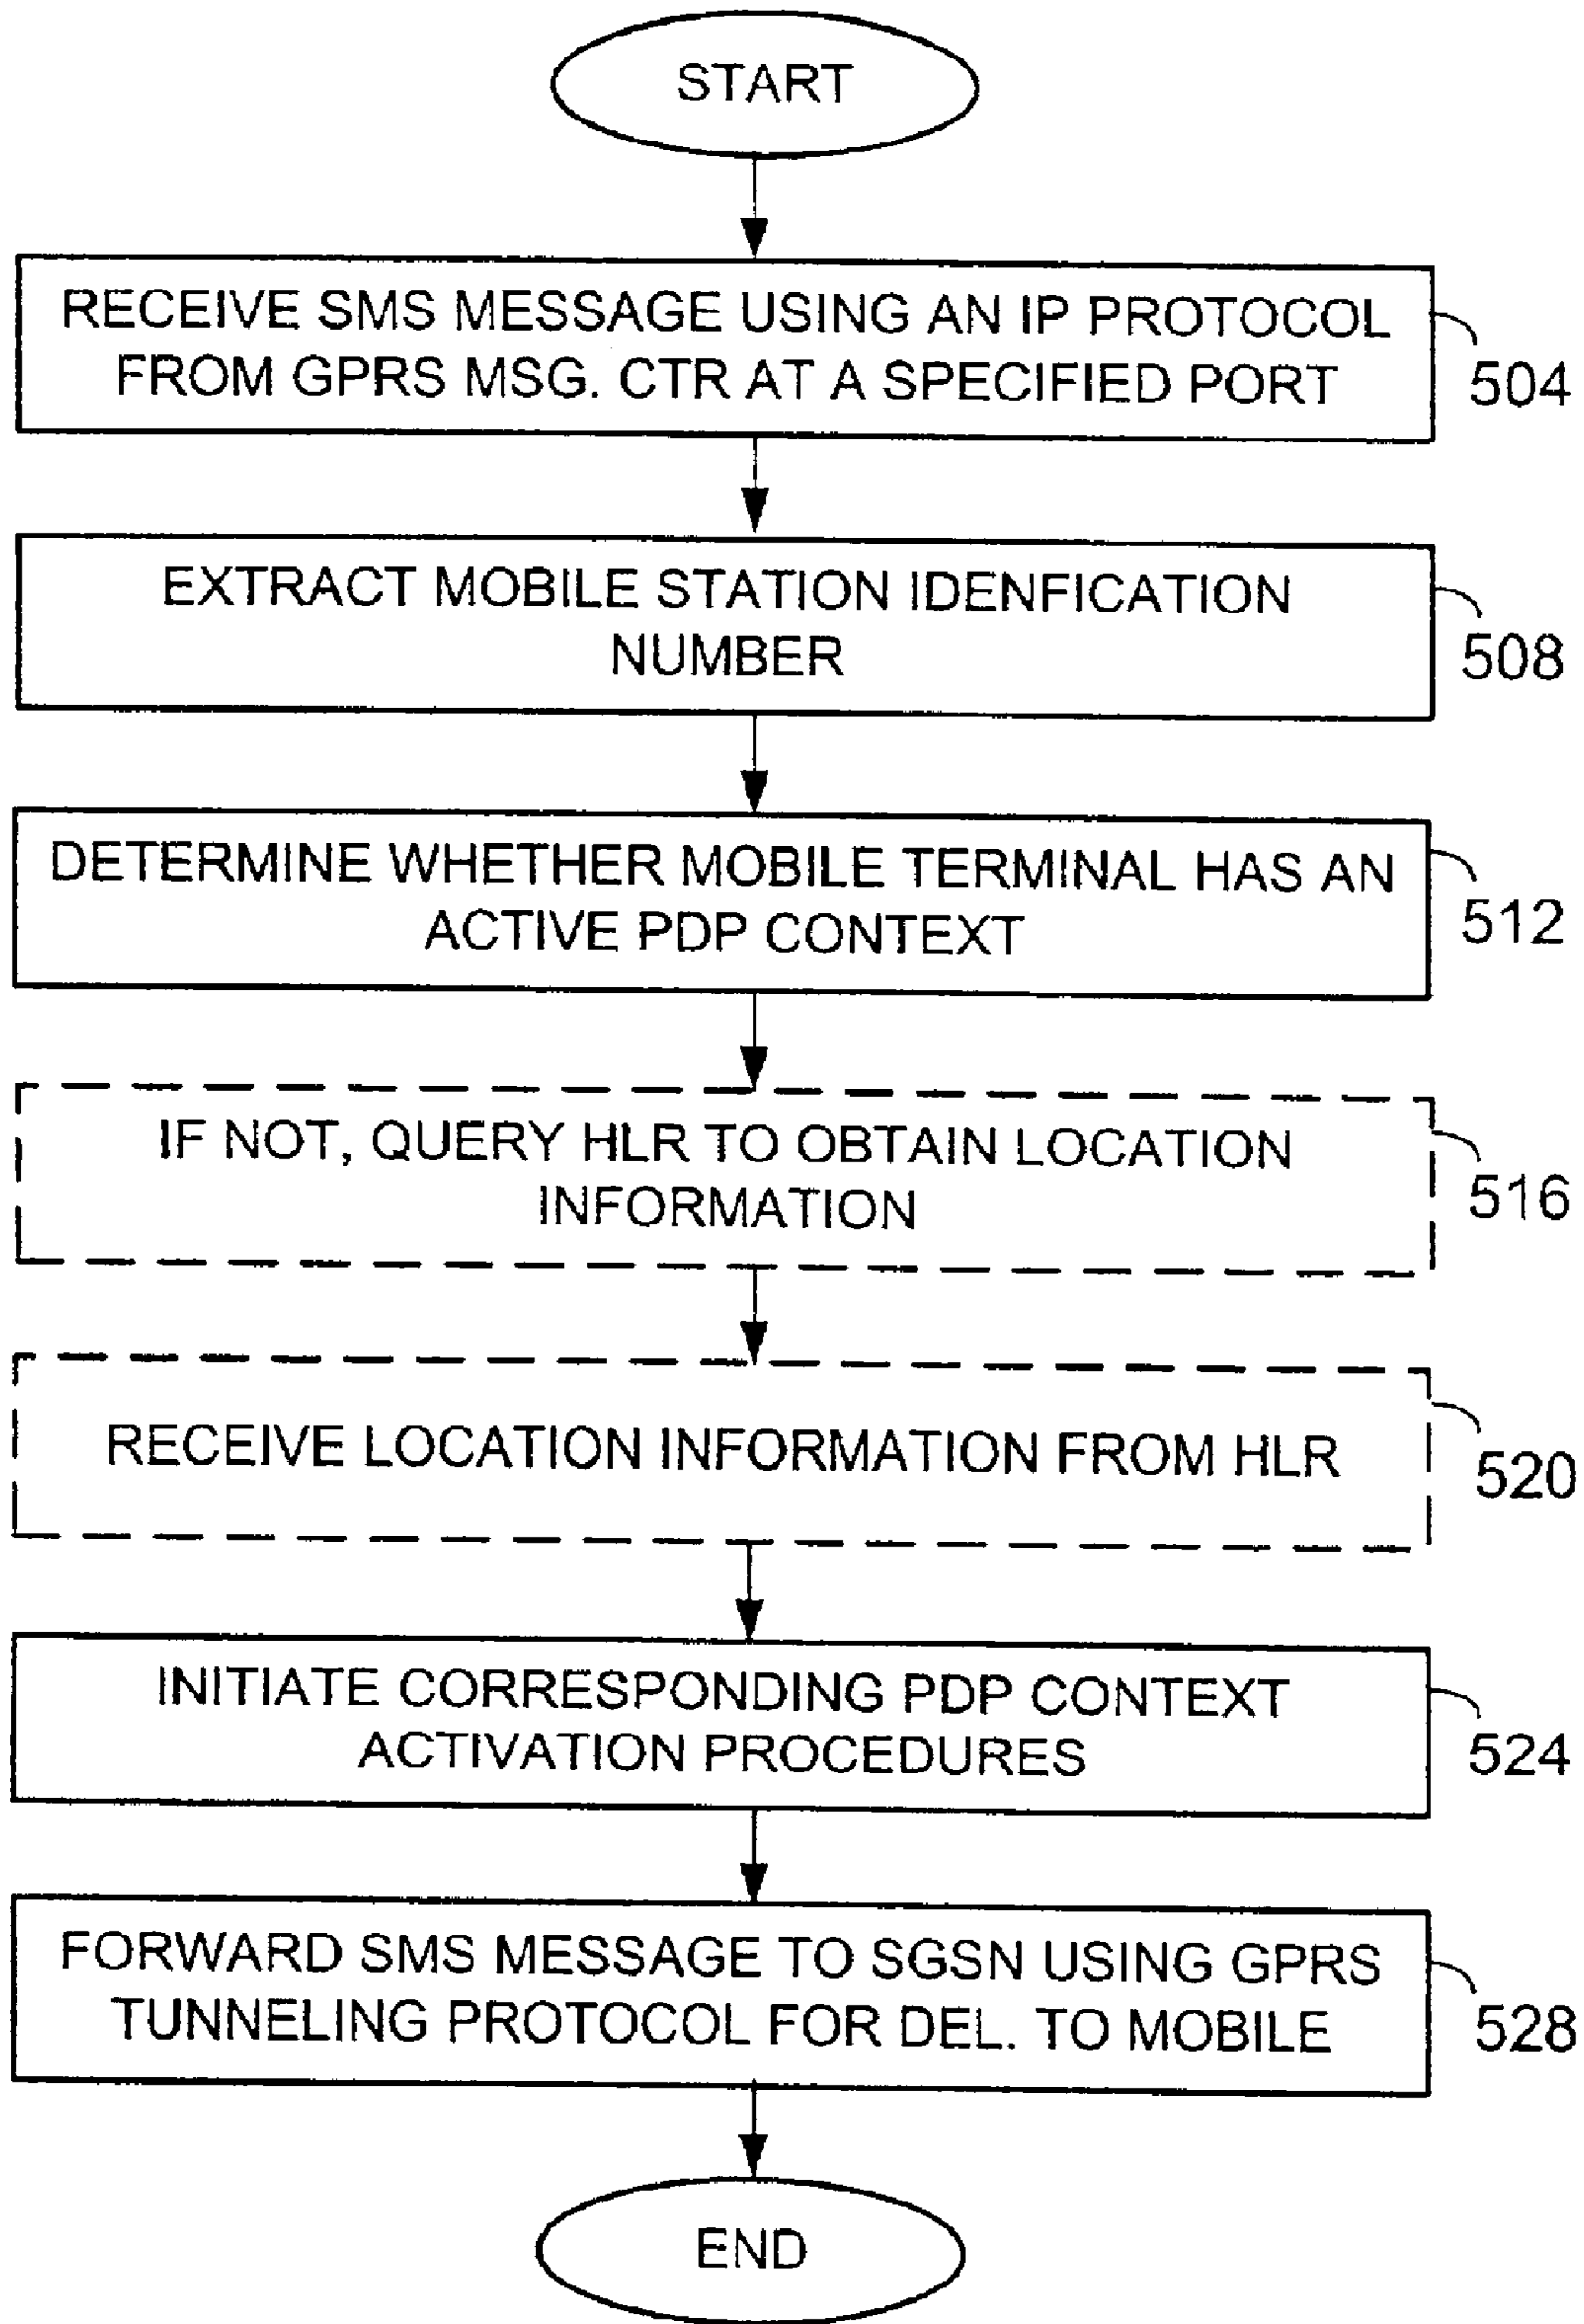 START
RECEIVE SMS MESSAGE USING AN IP PROTOCOL
FROM GPRS MSG. CTR AT A SPECIFIED PORT
504
EXTRACT MOBILE STATION IDENFICATION
NUMBER
508
DETERMINE WHETHER MOBILE TERMINAL HAS AN
ACTIVE PDP CONTEXT
512
IF NOT, QUERY HLR TO OBTAIN LOCATION
INFORMATION
516
RECEIVE LOCATION INFORMATION FROM HLR
520
INITIATE CORRESPONDING PDP CONTEXT
ACTIVATION PROCEDURES
524
FORWARD SMS MESSAGE TO SGSN USING GPRS
TUNNELING PROTOCOL FOR DEL. TO MOBILE
528
END